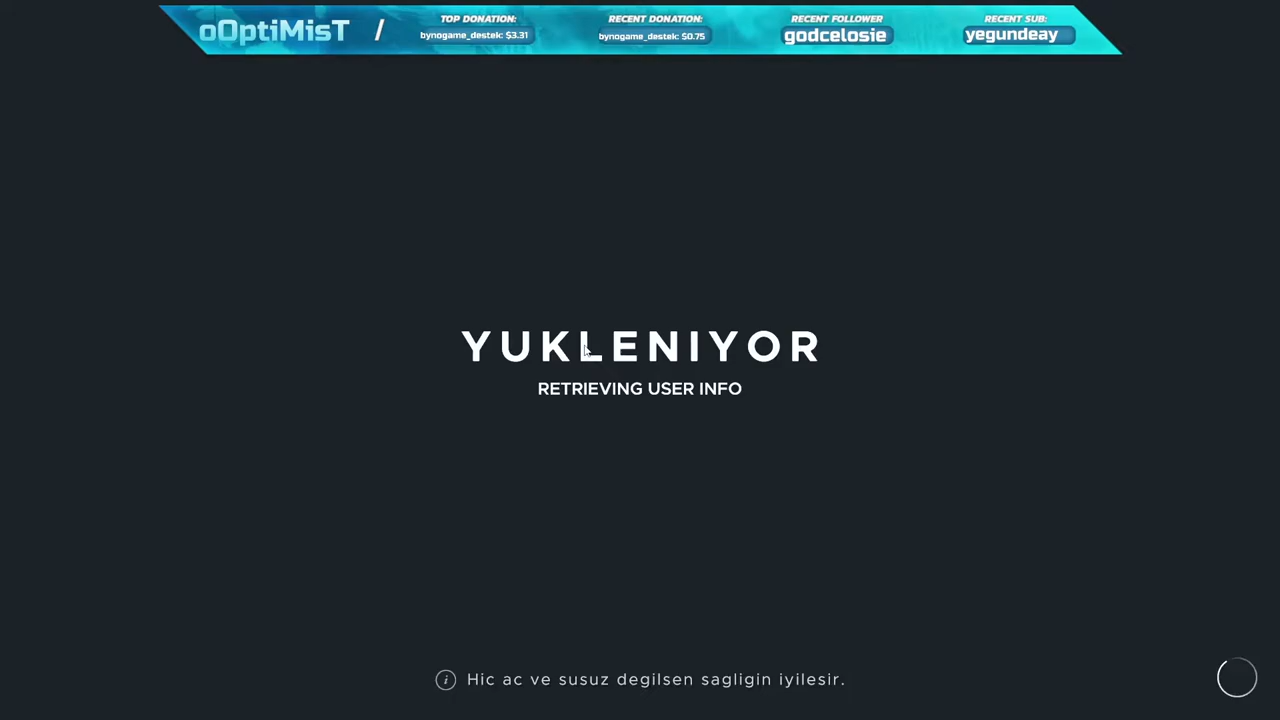 oOptiMisT /
TOP DONATION:
bynogame_destek: $3.31
RECENT DONATION:
bynogame_destek: $0.75
RECENT FOLLOWER
godcelosie
RECENT SUB:
yegundeay
YUKLENIYOR
RETRIEVING USER INFO
i Hic ac ve susuz degilsen sagligin iyilesir.